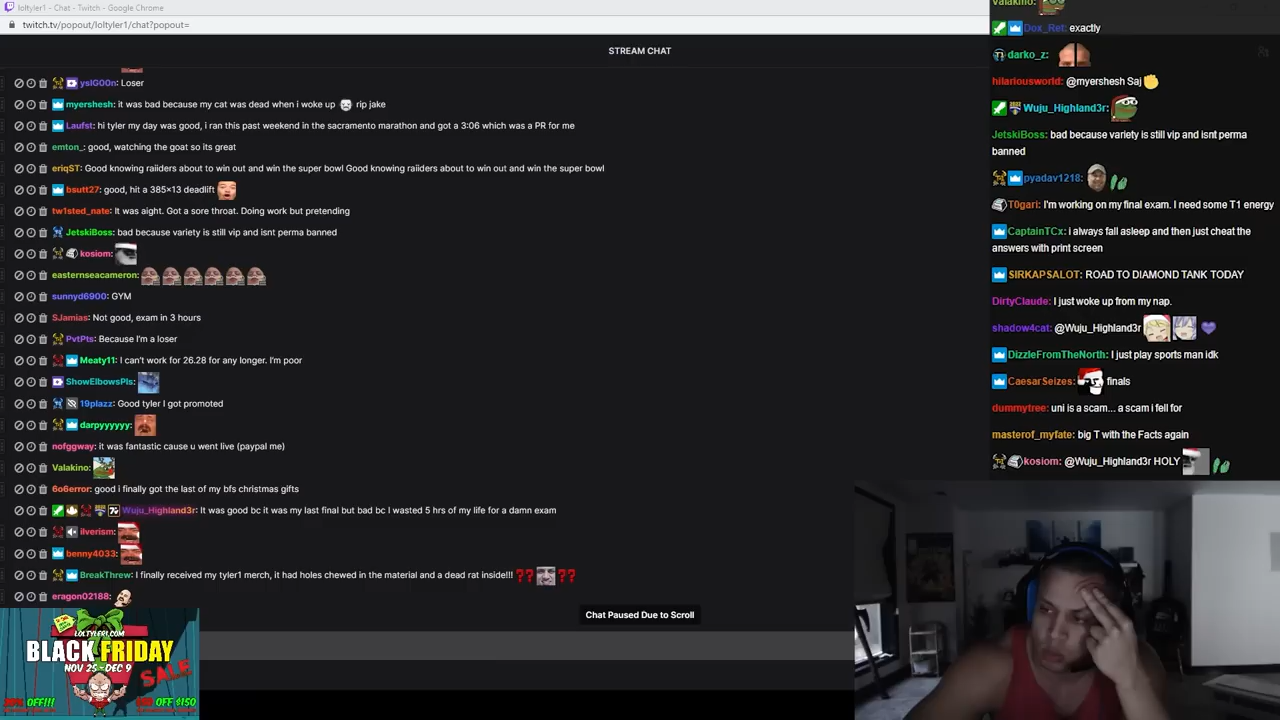 loltyler1 - Chat - Twitch - Google Chrome
twitch.tv/popout/loltyler1/chat?popout=
STREAM CHAT
yslG00n: Loser
myershesh: it was bad because my cat was dead when i woke up rip jake
Laufst: hi tyler my day was good, i ran this past weekend in the sacramento marathon and got a 3:06 which was a PR for me
emton_: good, watching the goat so its great
eriqST: Good knowing raiiders about to win out and win the super bowl Good knowing raiiders about to win out and win the super bowl
bsutt27: good, hit a 385×13 deadlift
tw1sted_nate: It was aight. Got a sore throat. Doing work but pretending
JetskiBoss: bad because variety is still vip and isnt perma banned
kosiom:
easternseacameron:
sunnyd6900: GYM
SJamias: Not good, exam in 3 hours
PvtPts: Because I'm a loser
Meaty11: I can't work for 26.28 for any longer. I'm poor
ShowElbowsPls:
19plazz: Good tyler I got promoted
darpyyyyyy:
nofggway: it was fantastic cause u went live (paypal me)
Valakino:
6o6error: good i finally got the last of my bfs christmas gifts
Wuju_Highland3r: It was good bc it was my last final but bad bc I wasted 5 hrs of my life for a damn exam
ilverism:
benny4033:
BreakThrew: I finally received my tyler1 merch, it had holes chewed in the material and a dead rat inside!!! ?? ??
eragon02188:
Chat Paused Due to Scroll
LOLTYLER1.COM
BLACK FRIDAY
NOV 25 - DEC 9
SALE
OFF!!!
OFF $150
Valakino:
Dox_Ret: exactly
darko_z:
hilariousworld: @myershesh Saj
Wuju_Highland3r:
JetskiBoss: bad because variety is still vip and isnt perma
banned
pyadav1218:
T0gari: I'm working on my final exam. I need some T1 energy
CaptainTCx: i always fall asleep and then just cheat the
answers with print screen
SIRKAPSALOT: ROAD TO DIAMOND TANK TODAY
DirtyClaude: I just woke up from my nap.
shadow4cat: @Wuju_Highland3r
DizzleFromTheNorth: I just play sports man idk
CaesarSeizes: finals
dummytree: uni is a scam... a scam i fell for
masterof_myfate: big T with the Facts again
kosiom: @Wuju_Highland3r HOLY